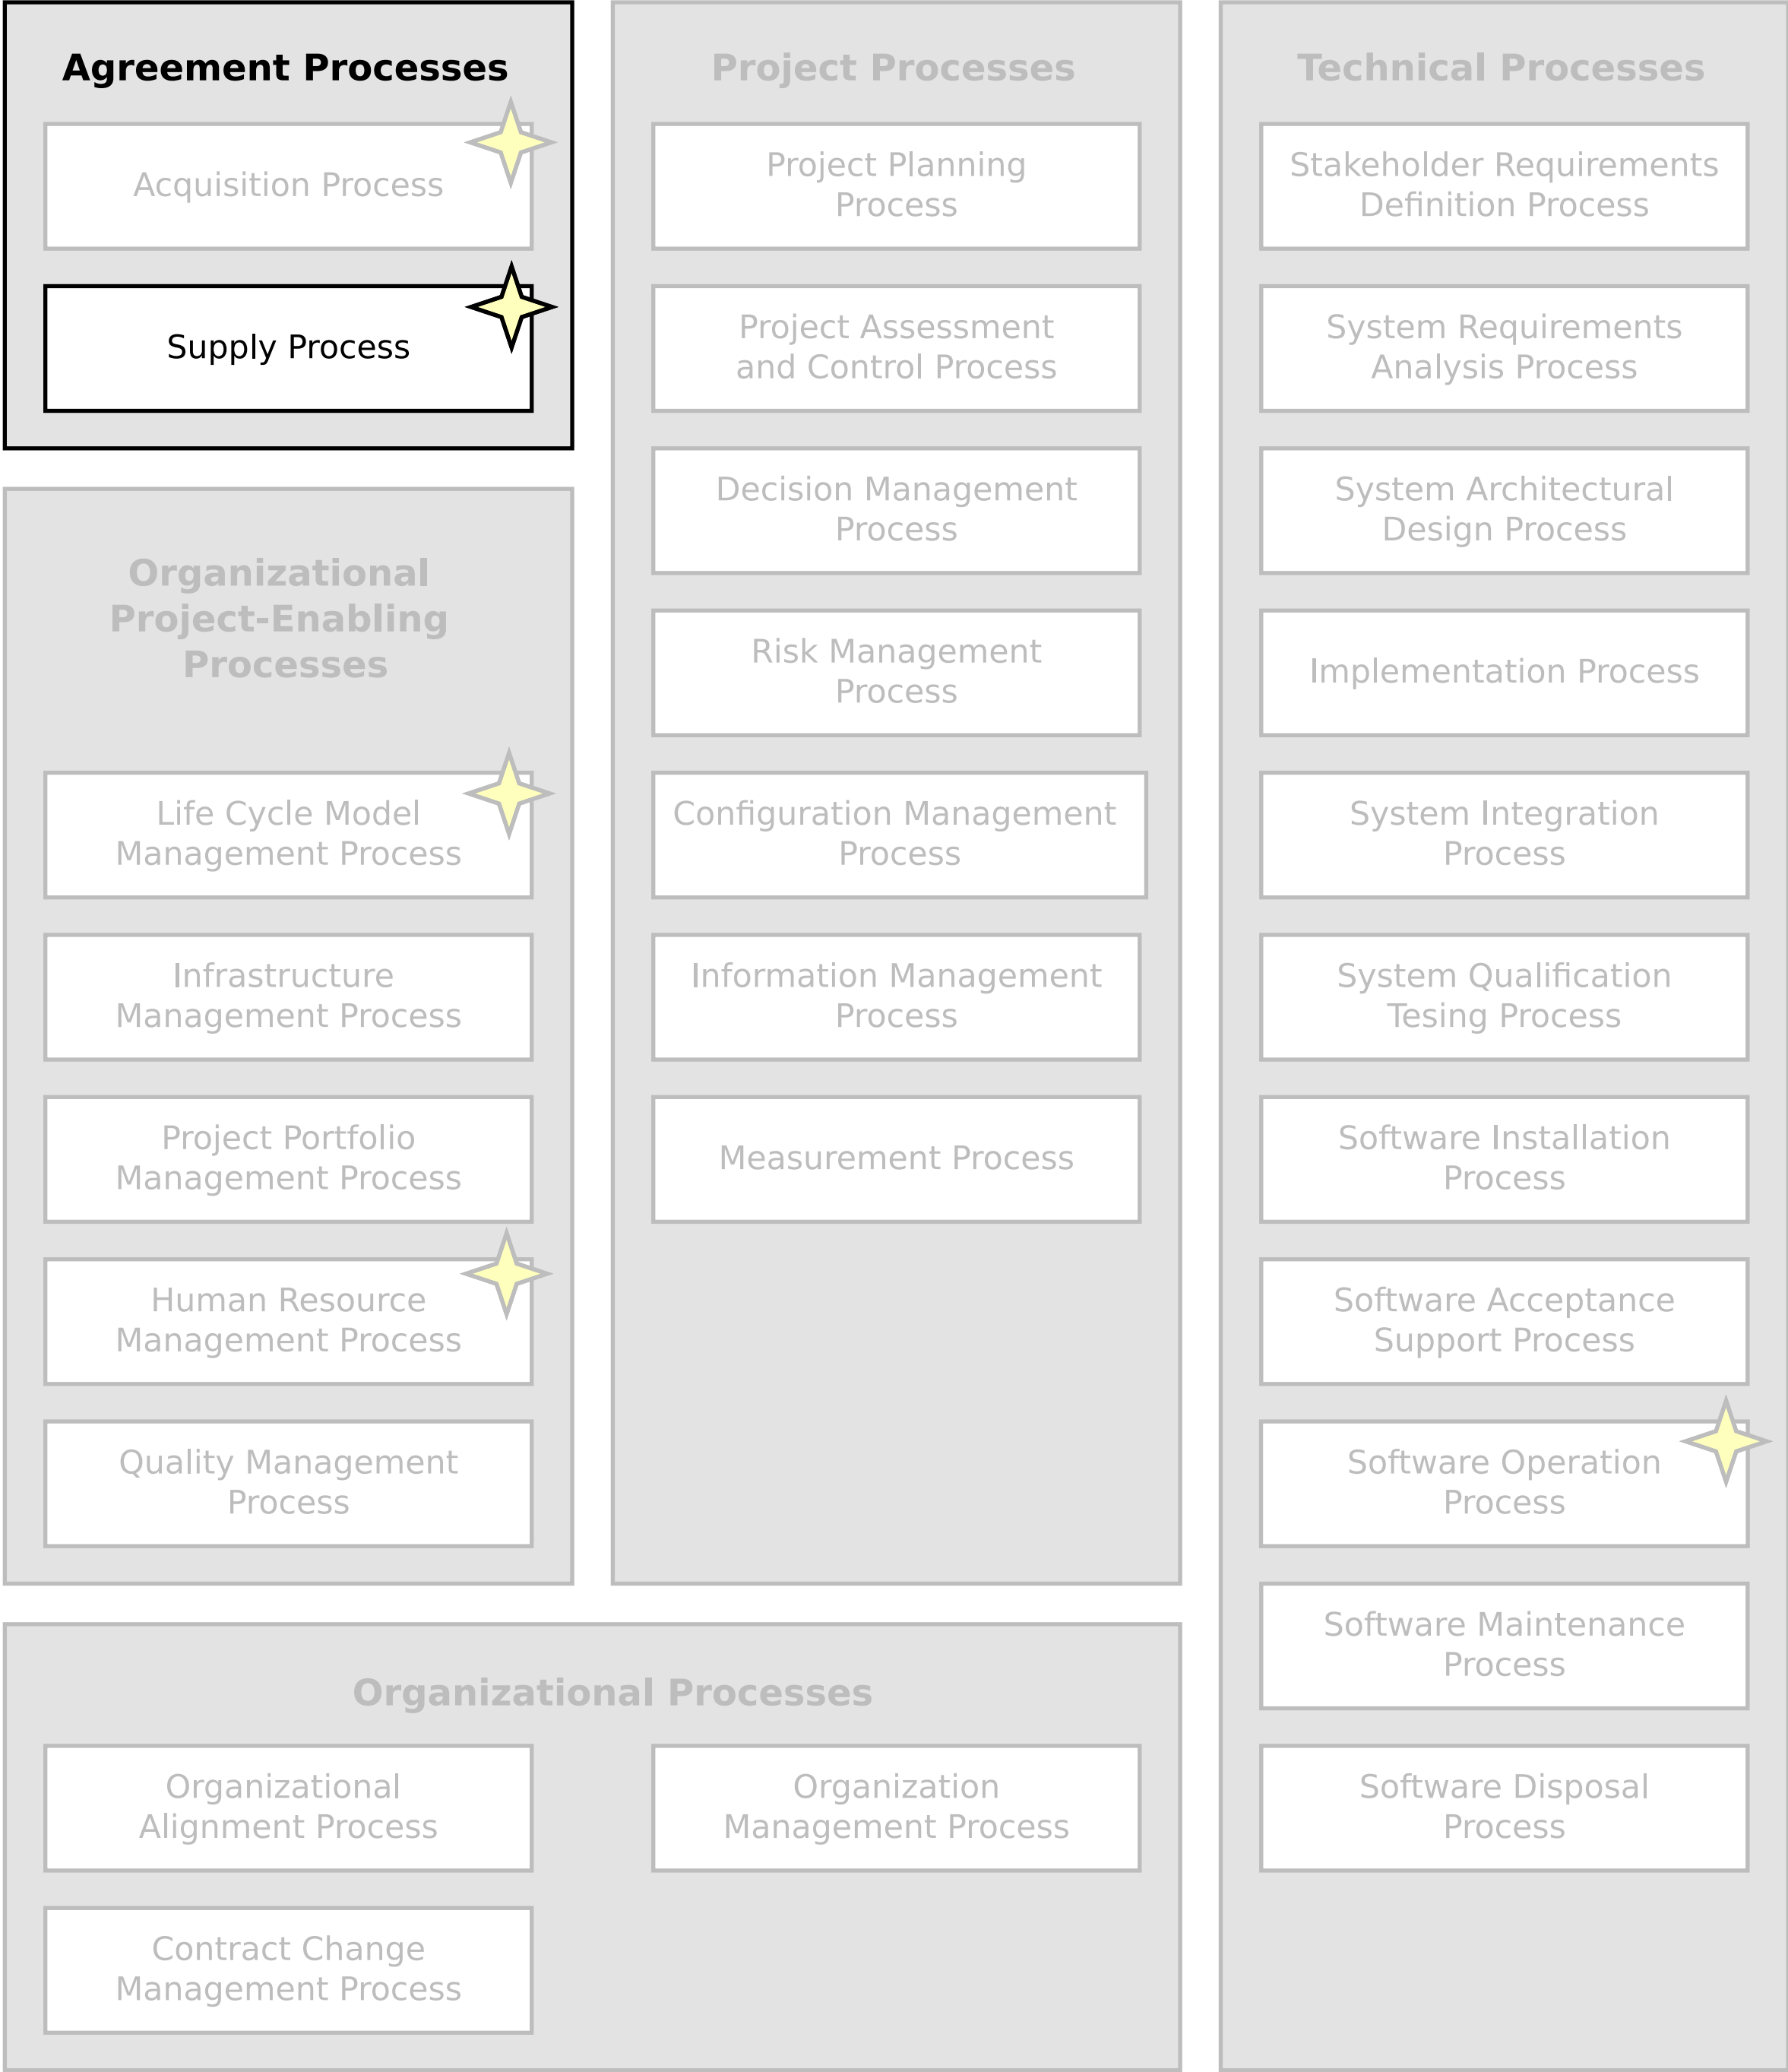 Agreement Processes
Acquisition Process
Supply Process
Organizational
Project-Enabling
Processes
Life Cycle Model
Management Process
Infrastructure
Management Process
Project Portfolio
Management Process
Human Resource
Management Process
Quality Management
Process
Project Processes
Project Planning
Process
Project Assessment
and Control Process
Decision Management
Process
Risk Management
Process
Configuration Management
Process
Information Management
Process
Measurement Process
Organizational Processes
Organizational
Alignment Process
Organization
Management Process
Contract Change
Management Process
Technical Processes
Stakeholder Requirements
Definition Process
System Requirements
Analysis Process
System Architectural
Design Process
Implementation Process
System Integration
Process
System Qualification
Tesing Process
Software Installation
Process
Software Acceptance
Support Process
Software Operation
Process
Software Maintenance
Process
Software Disposal
Process